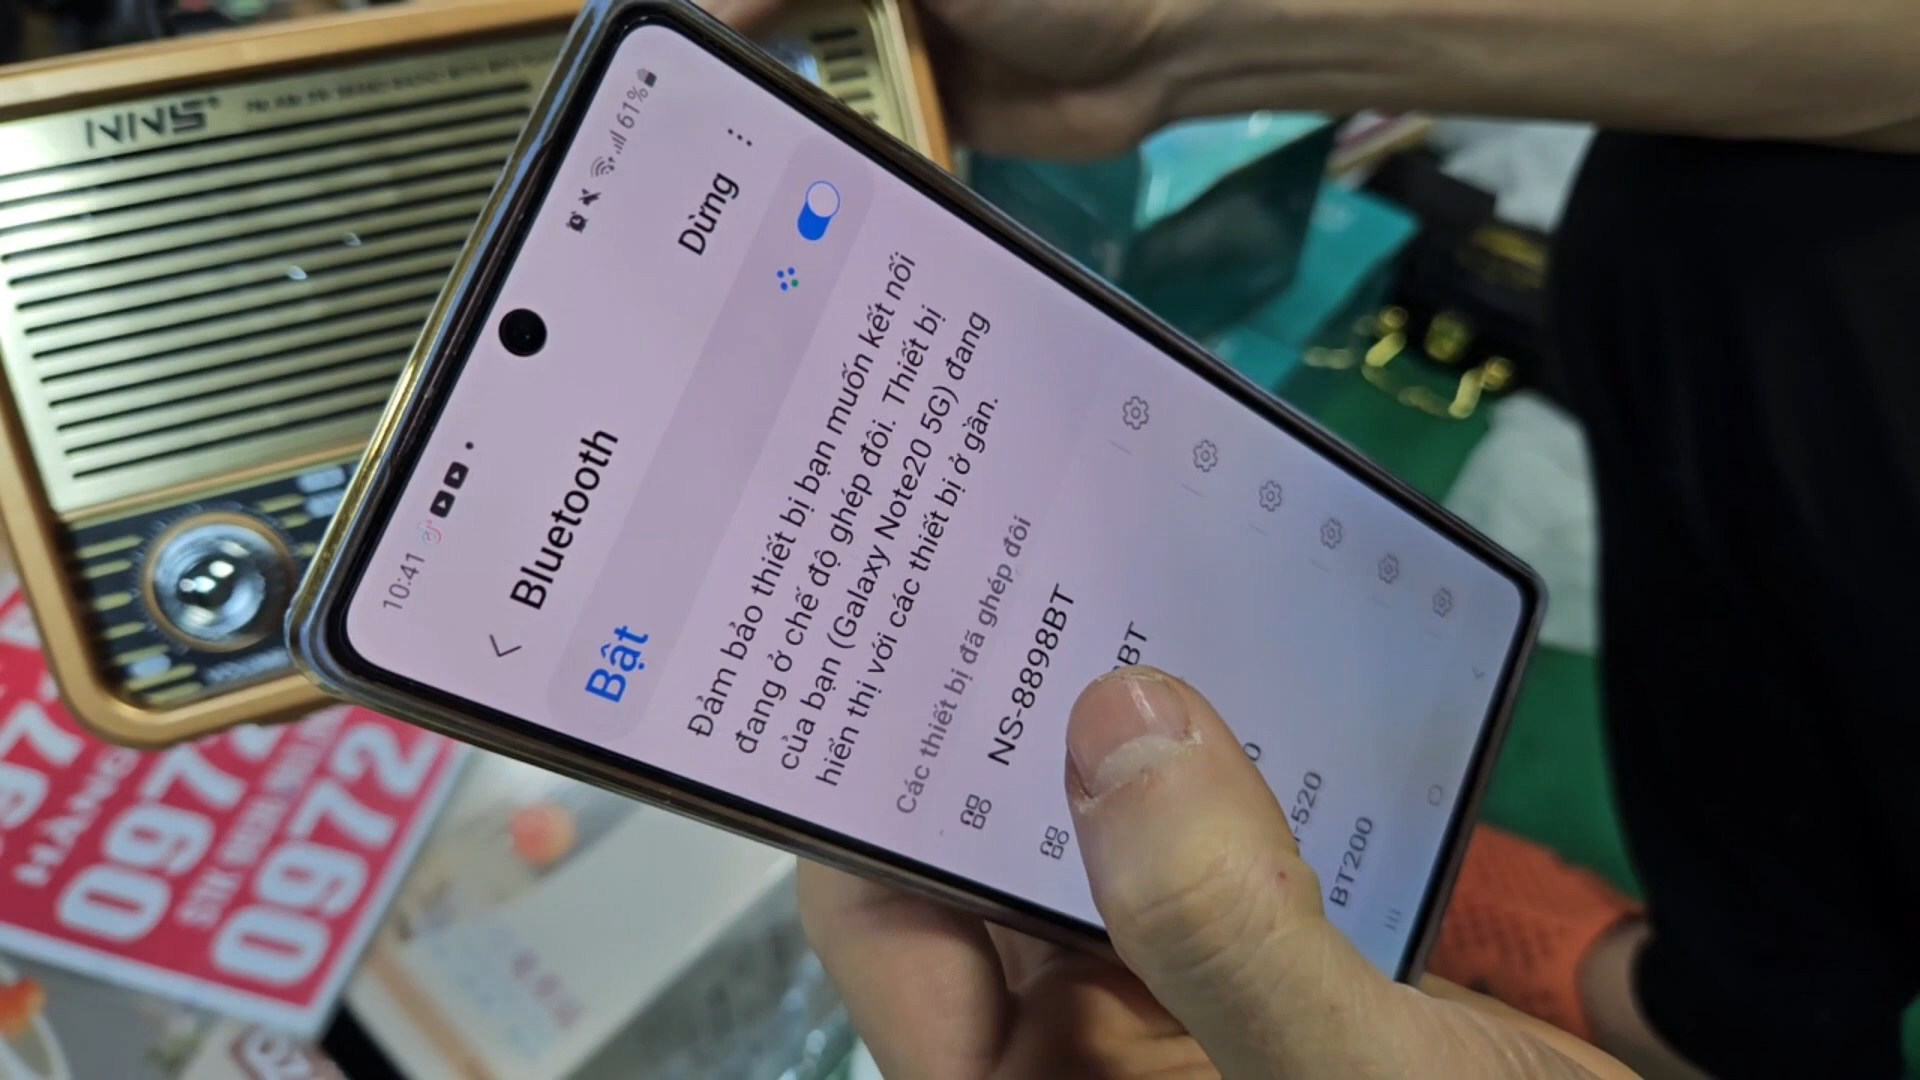 10:41
61%
Bluetooth
Dừng
Bật
Đảm bảo thiết bị bạn muốn kết nối
đang ở chế độ ghép đôi. Thiết bị
của bạn (Galaxy Note20 5G) đang
hiển thị với các thiết bị ở gần.
Các thiết bị đã ghép đôi
NS-8898BT
BT
-520
BT200
NNS
0972
0972